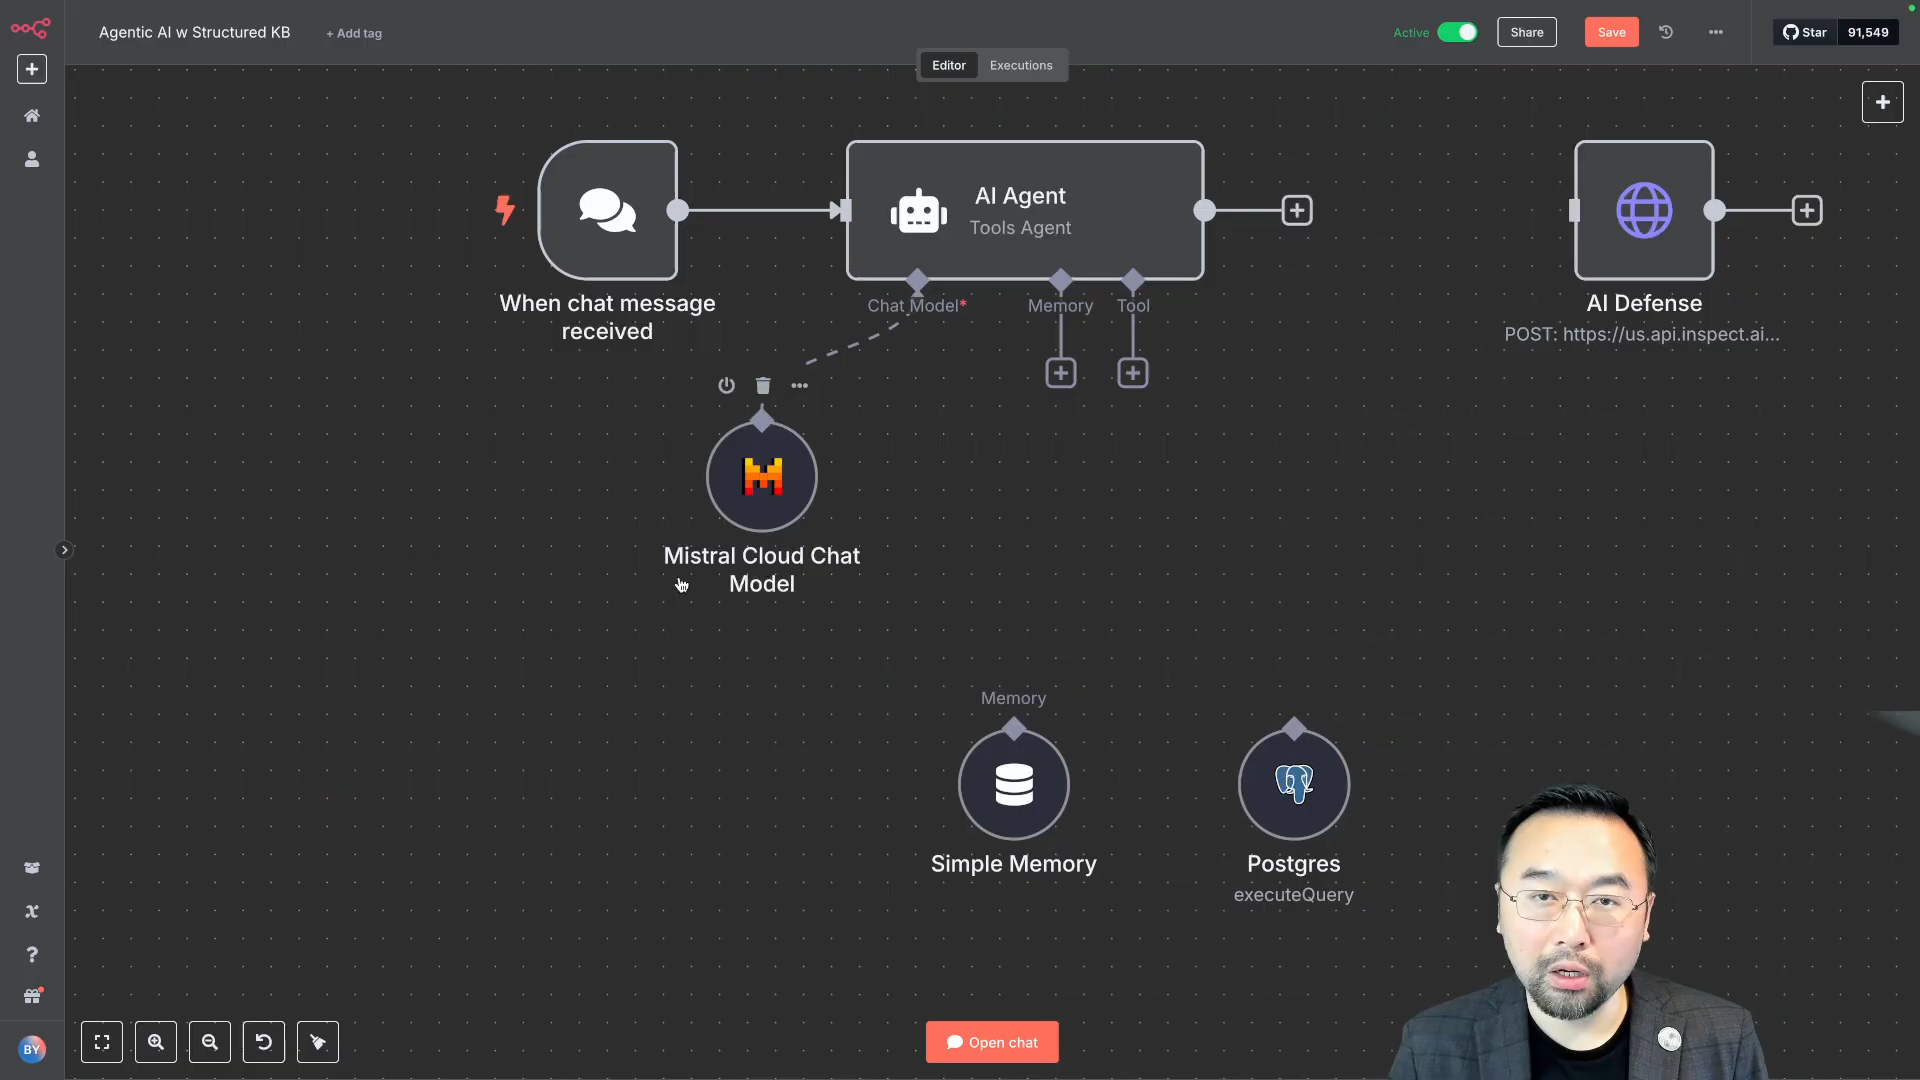 Agentic AI w Structured KB
+ Add tag
Active
Share
Save
Star
91,549
Editor
Executions
AI Agent
Tools Agent
Chat Model*
Memory
Tool
When chat message
received
AI Defense
POST: https://us.api.inspect.ai...
Mistral Cloud Chat
Model
Memory
Simple Memory
Postgres
executeQuery
BY
Open chat